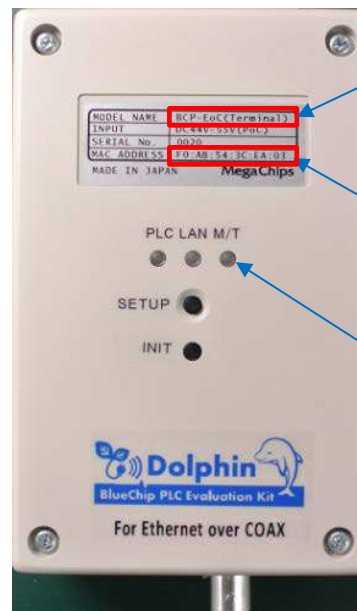 MODEL NAME BCP-EoC(Terminal)
INPUT DC44V-55V(PoC)
SERIAL No. 0020
MAC ADDRESS F0:AB:54:3C:EA:03
MADE IN JAPAN MegaChips
PLC LAN M/T
SETUP
INIT
Dolphin
BlueChip PLC Evaluation Kit
For Ethernet over COAX